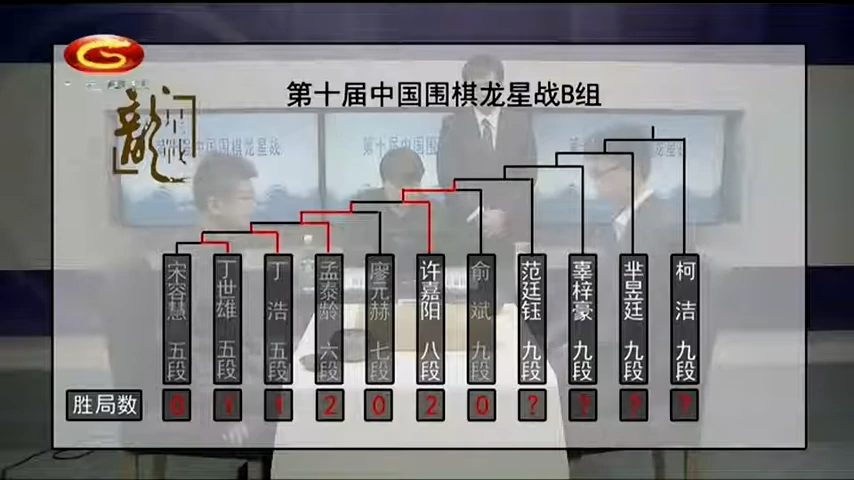 第十届中国围棋龙星战B组
宋容慧 五段
丁世雄 五段
丁浩 五段
孟泰龄 六段
廖元赫 七段
许嘉阳 八段
俞斌 九段
范廷钰 九段
辜梓豪 九段
芈昱廷 九段
柯洁 九段
胜局数 0 1 1 2 0 2 0 ? ? ? ?